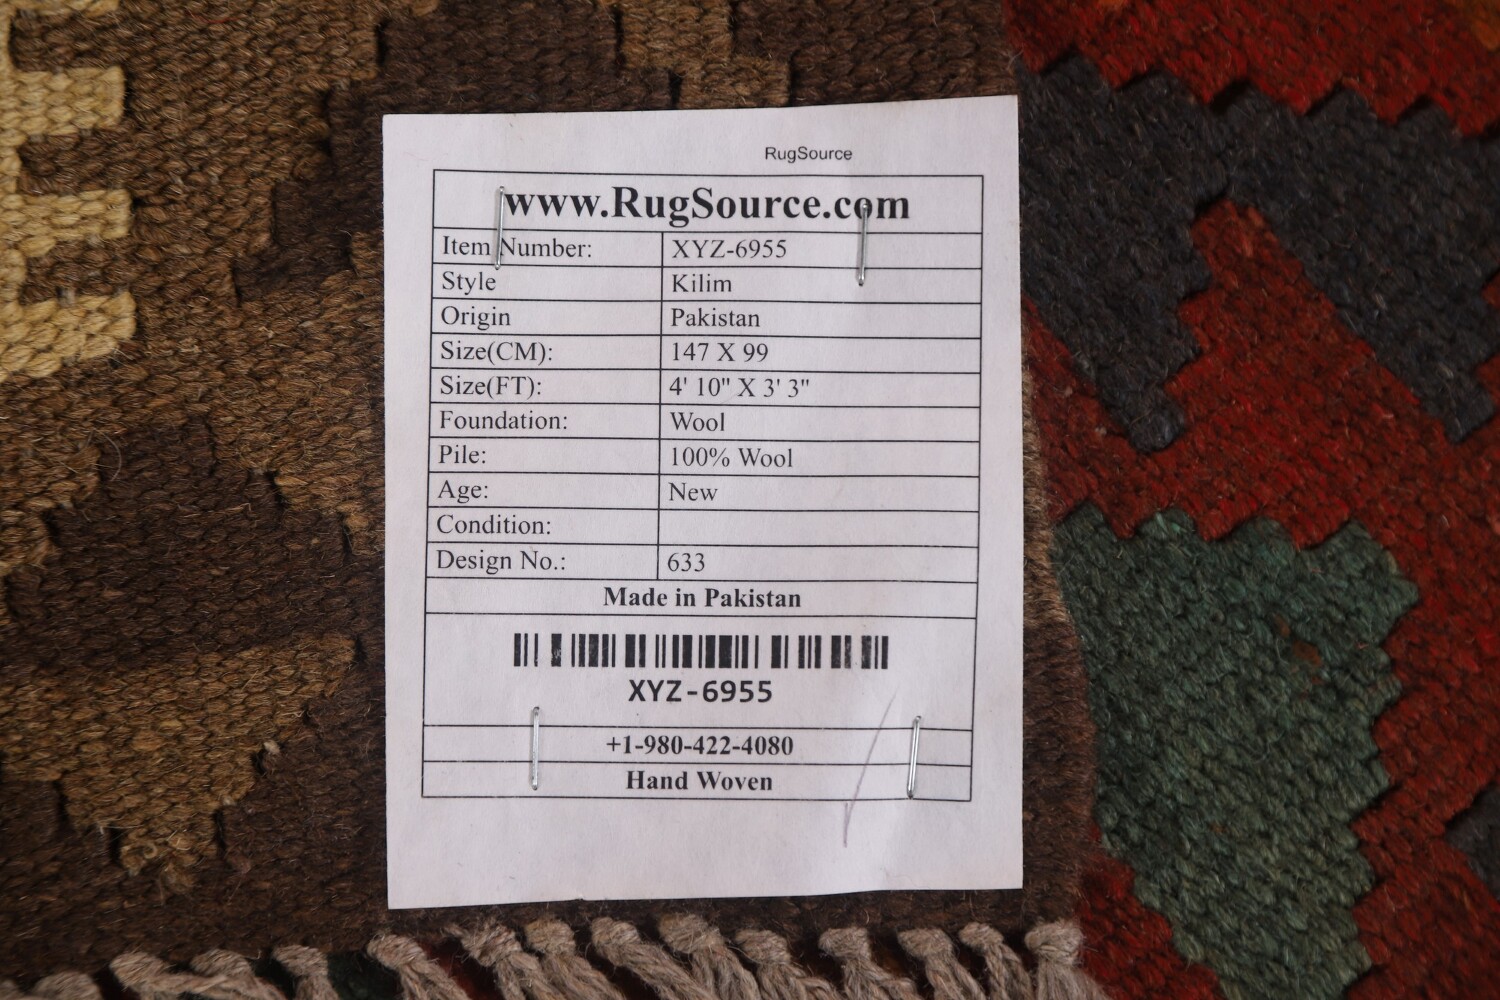 RugSource
www.RugSource.com
Item Number: XYZ-6955
Style Kilim
Origin Pakistan
Size(CM): 147 X 99
Size(FT): 4' 10" X 3' 3"
Foundation: Wool
Pile: 100% Wool
Age: New
Condition:
Design No.: 633
Made in Pakistan
XYZ-6955
+1-980-422-4080
Hand Woven